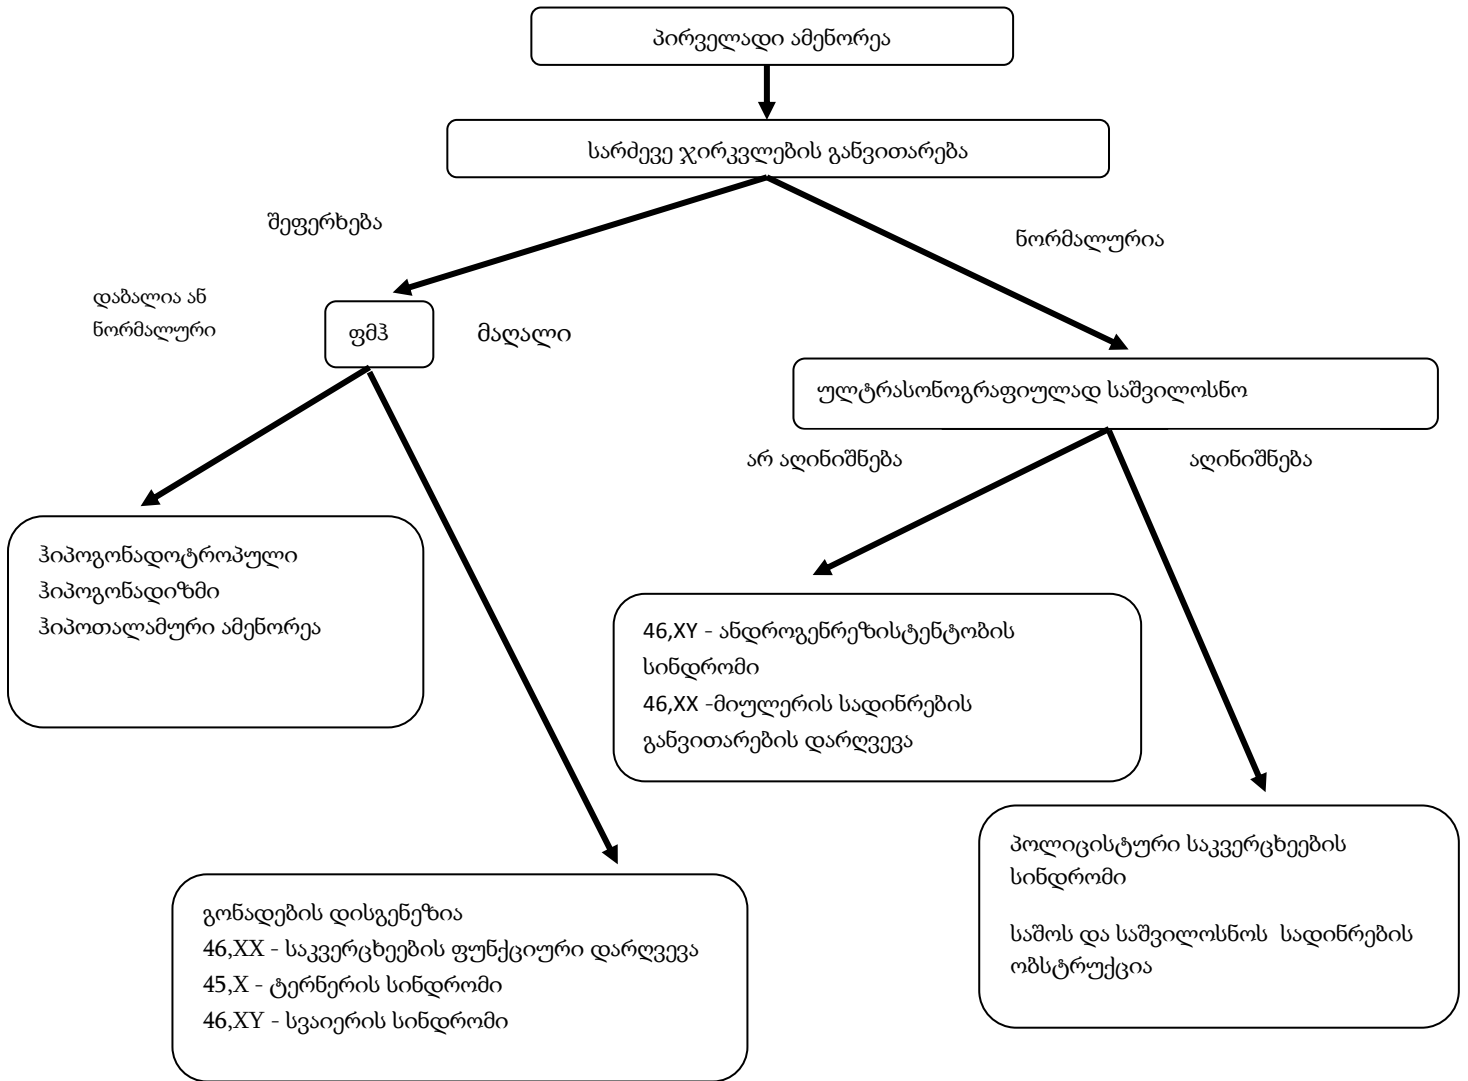 პირველადი ამენორეა
სარძევე ჯირკვლების განვითარება
შეფერხება
ნორმალურია
დაბალია ან
ნორმალური
ფმჰ
მაღალი
ულტრასონოგრაფიულად საშვილოსნო
არ აღინიშნება
აღინიშნება
ჰიპოგონადოტროპული
ჰიპოგონადიზმი
ჰიპოთალამური ამენორეა
46,XY - ანდროგენრეზისტენტობის
სინდრომი
46,XX -მიულერის სადინრების
განვითარების დარღვევა
პოლიცისტური საკვერცხეების
სინდრომი
საშოს და საშვილოსნოს სადინრების
ობსტრუქცია
გონადების დისგენეზია
46,XX - საკვერცხეების ფუნქციური დარღვევა
45,X - ტერნერის სინდრომი
46,XY - სვაიერის სინდრომი